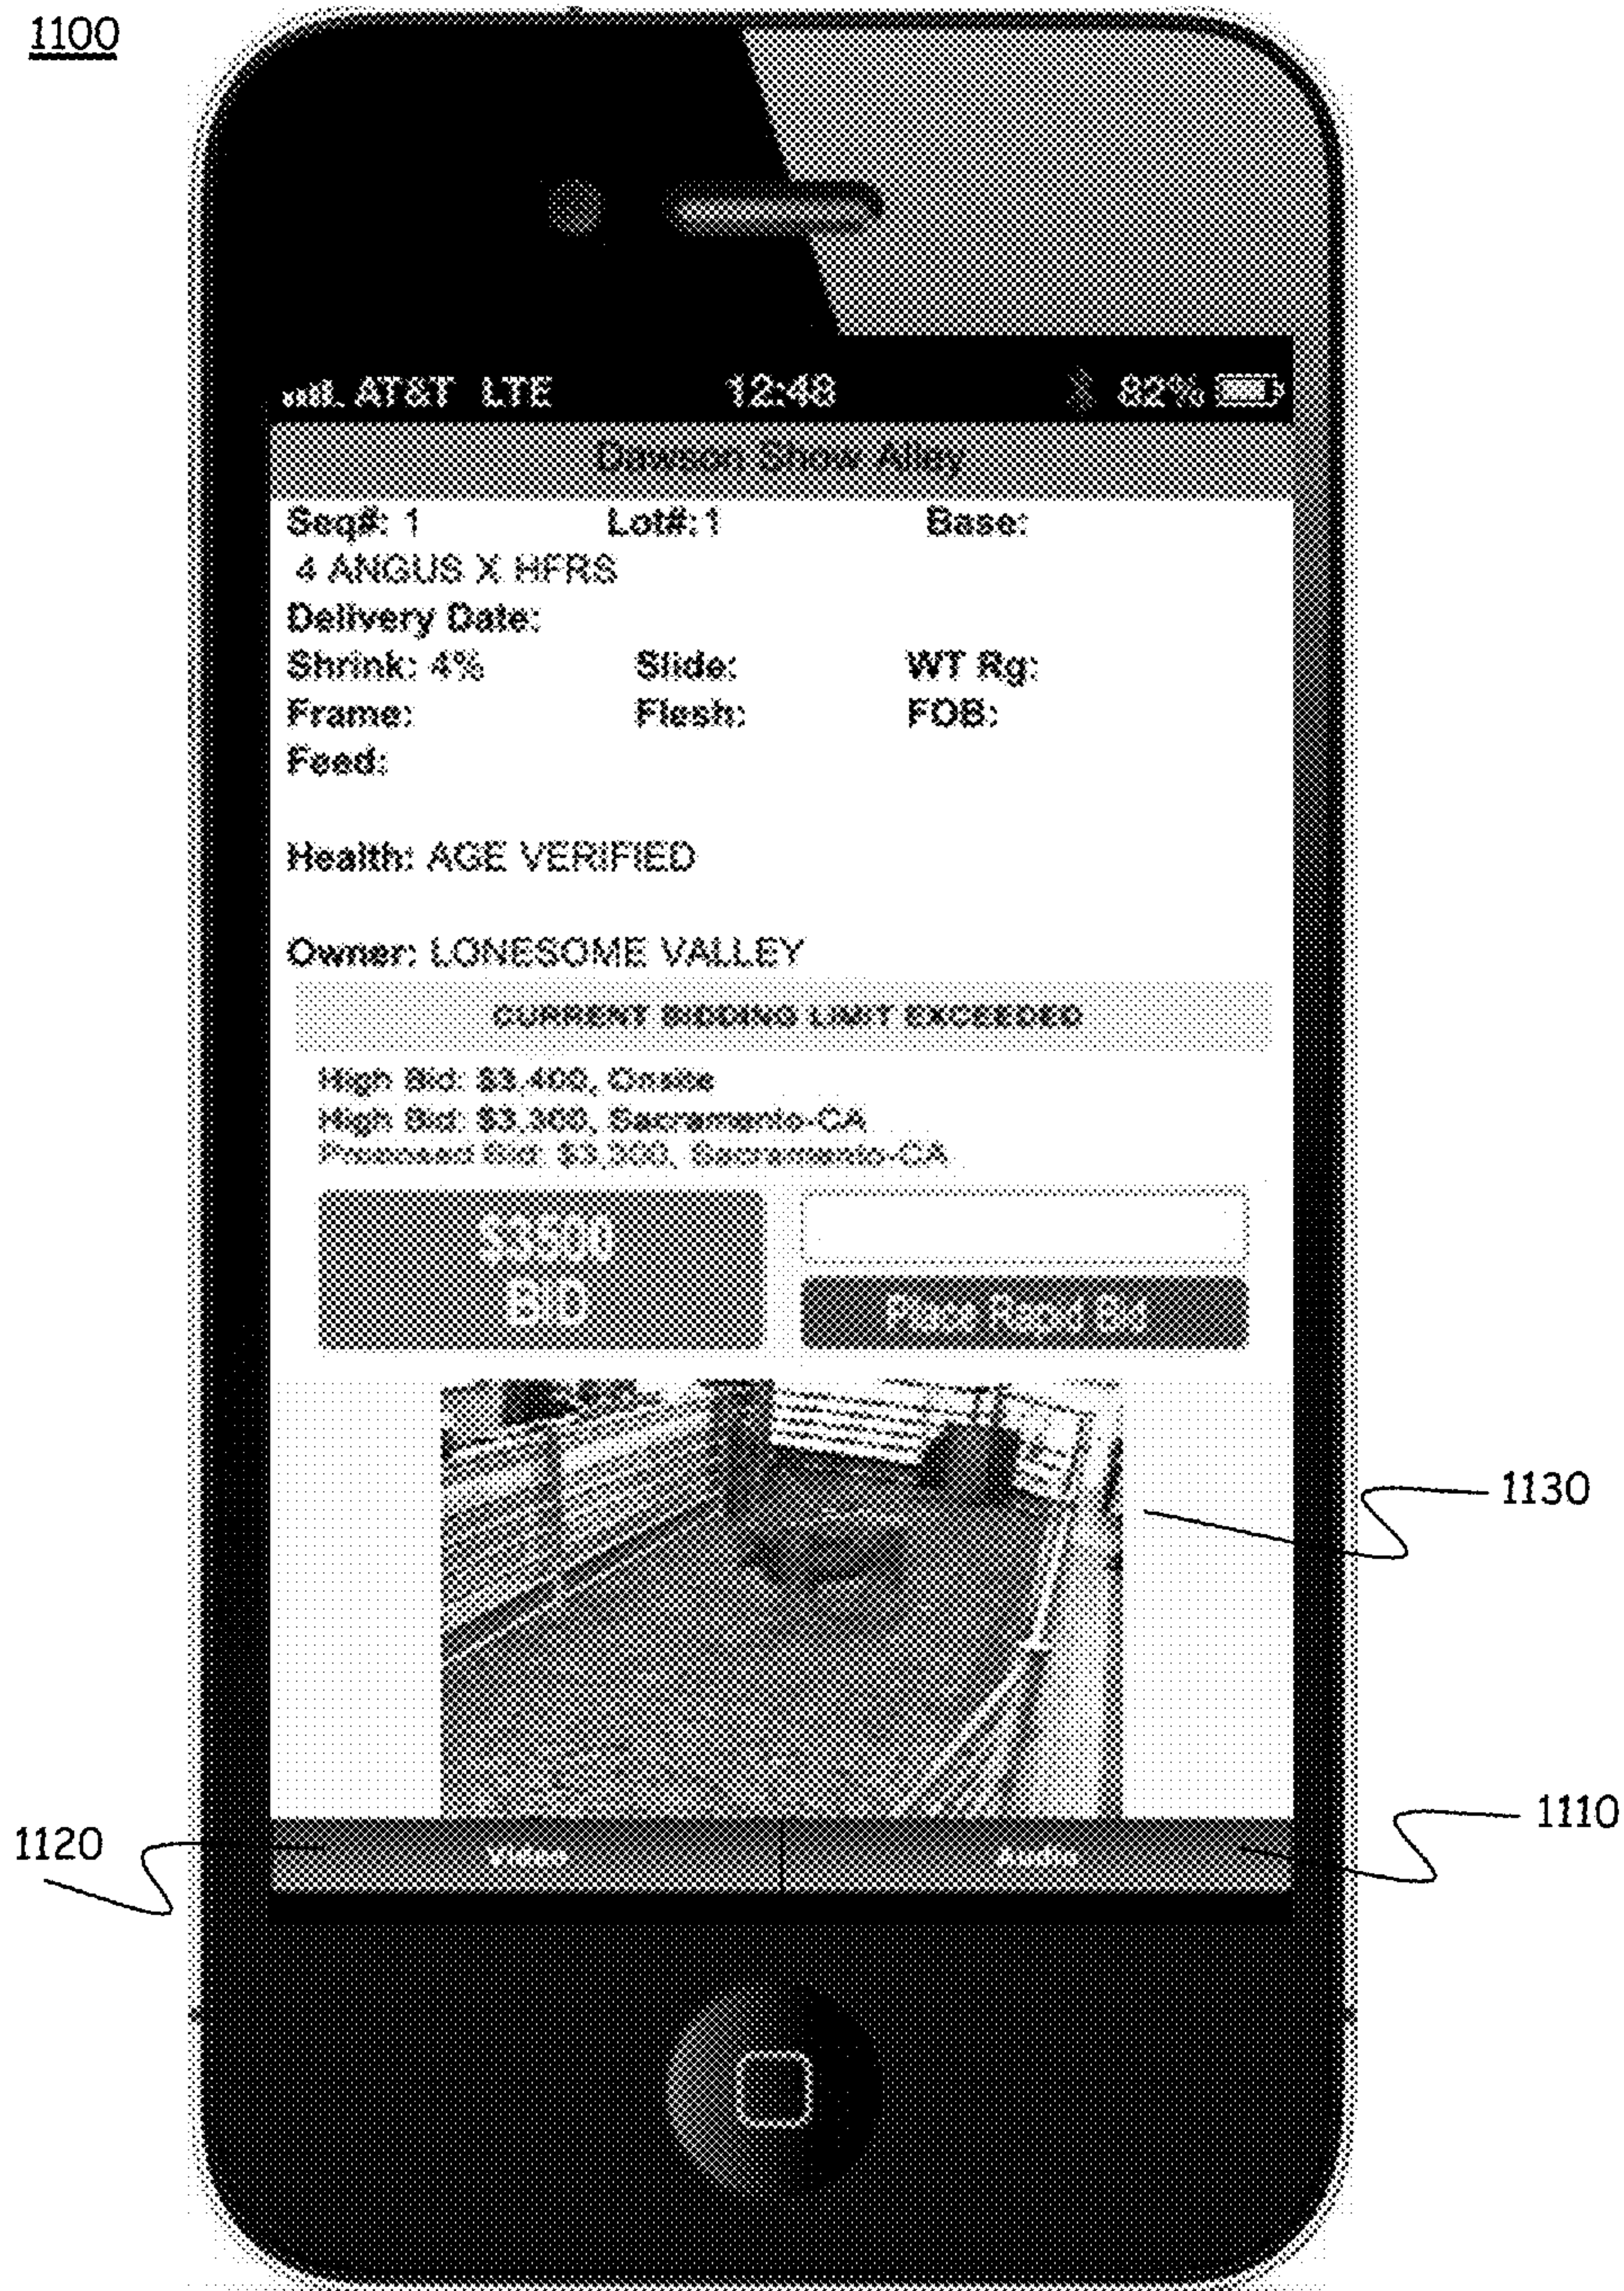 1100
AT&T LTE 12:48 82%
Dawson Show Alley
Seq#: 1 Lot#: 1 Base:
4 ANGUS X HFRS
Delivery Date:
Shrink: 4% Slide: WT Rg:
Frame: Flesh: FOB:
Feed:
Health: AGE VERIFIED
Owner: LONESOME VALLEY
CURRENT BIDDING LIMIT EXCEEDED
High Bid: $3,400, Onsite
High Bid: $3,300, Sacramento-CA
Bid: $3,300, Sacramento-CA
$3,500
BID
Place Rapid Bid
1130
1110
1120
Video Audio